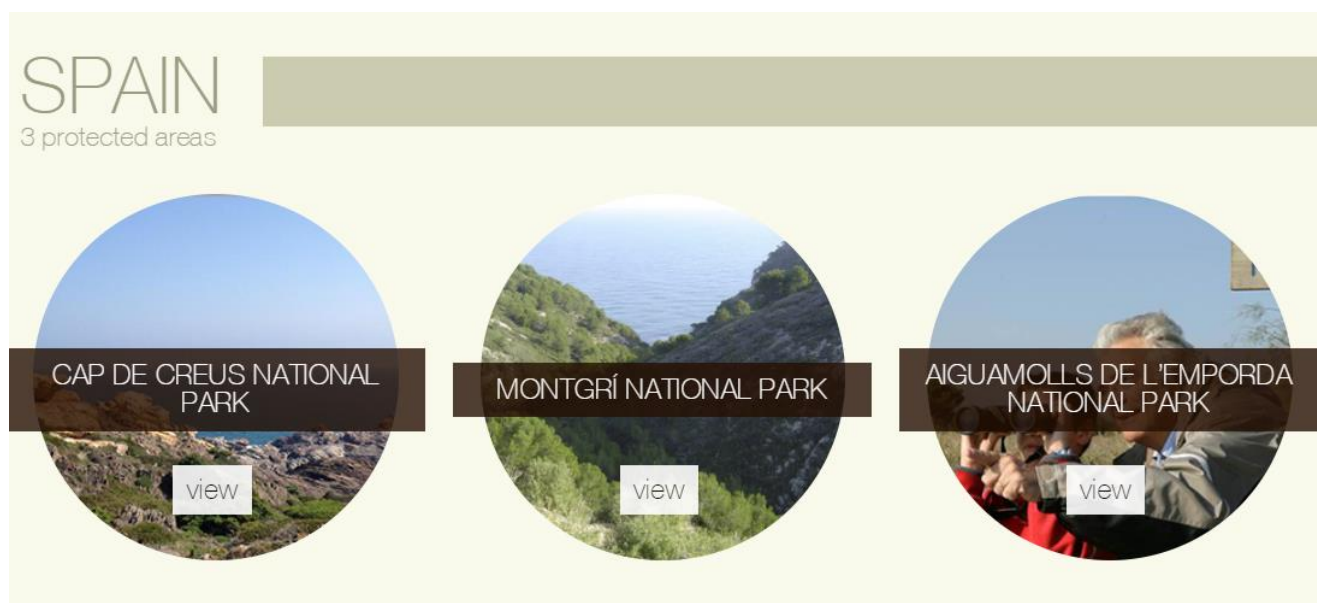 SPAIN
3 protected areas
CAP DE CREUS NATIONAL
PARK
view
MONTGRÍ NATIONAL PARK
view
AIGUAMOLLS DE L'EMPORDA
NATIONAL PARK
view